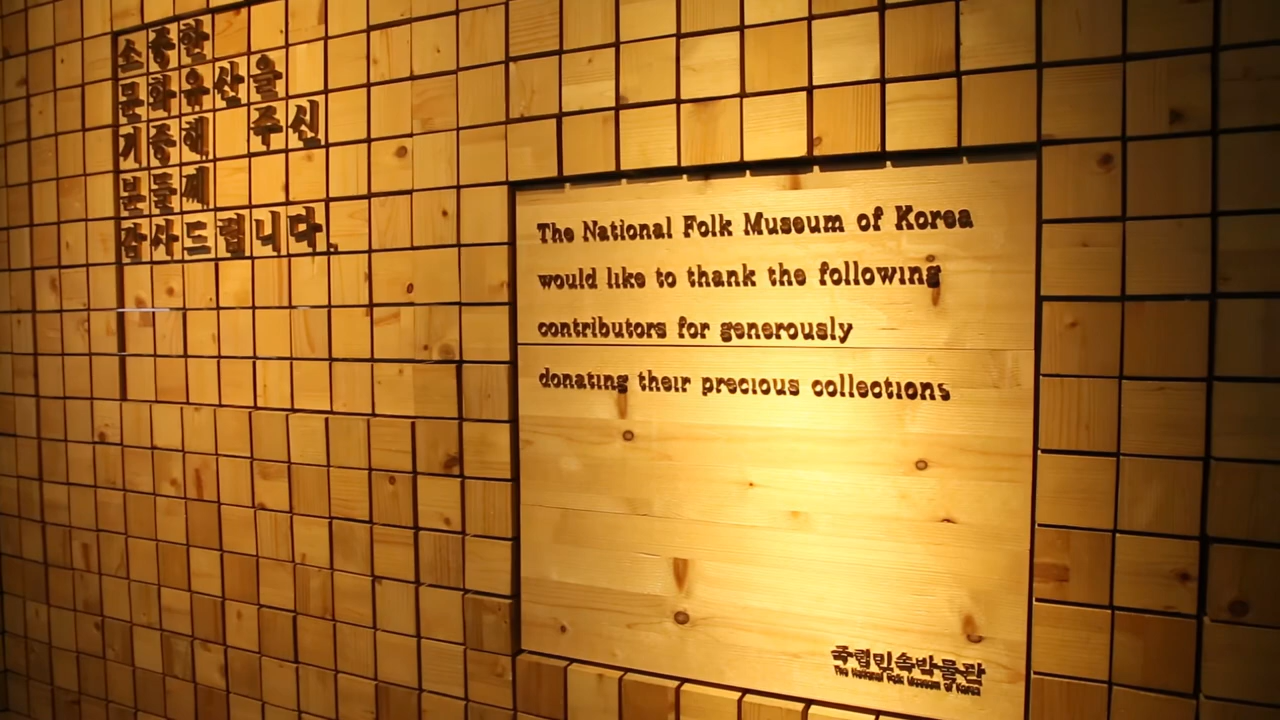 소중한
문화유산을
기증해 주신
분들께
감사드립니다.
The National Folk Museum of Korea
would like to thank the following
contributors for generously
donating their precious collections
국립민속박물관
The National Folk Museum of Korea